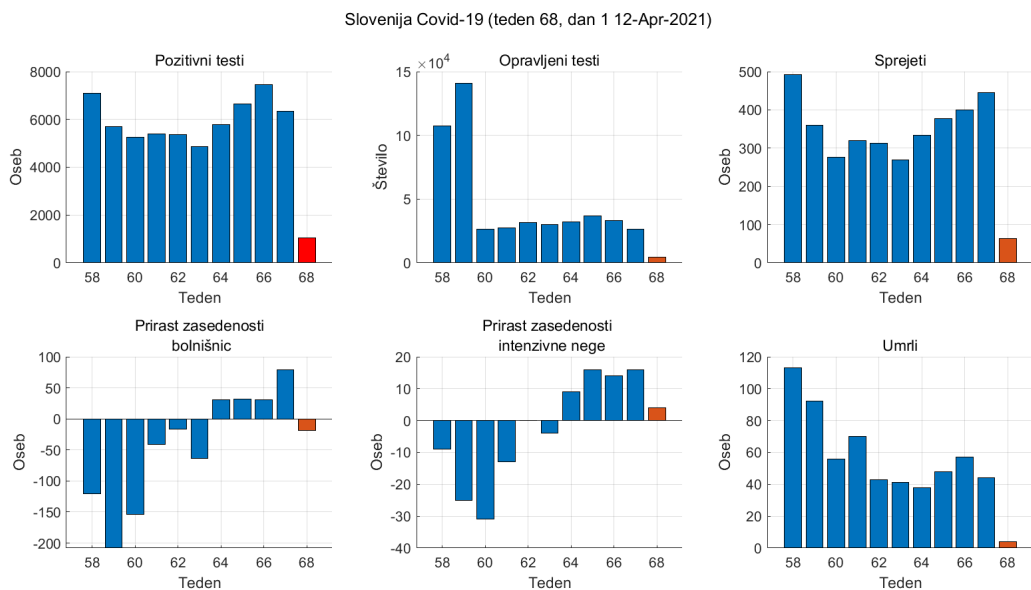 Slovenija Covid-19 (teden 68, dan 1 12-Apr-2021)
Pozitivni testi
8000
6000
4000
2000
0
Oseb
58 60 62 64 66 68
Teden
Opravljeni testi
×10⁴
15
10
5
0
Število
58 60 62 64 66 68
Teden
Sprejeti
500
400
300
200
100
0
Oseb
58 60 62 64 66 68
Teden
Prirast zasedenosti
bolnišnic
100
50
0
-50
-100
-150
-200
Oseb
58 60 62 64 66 68
Teden
Prirast zasedenosti
intenzivne nege
20
10
0
-10
-20
-30
-40
Oseb
58 60 62 64 66 68
Teden
Umrli
120
100
80
60
40
20
0
Oseb
58 60 62 64 66 68
Teden